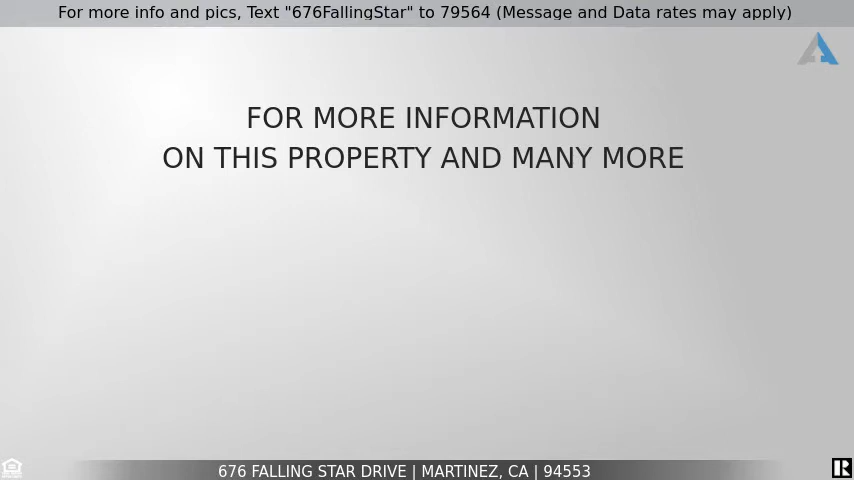 For more info and pics, Text "676FallingStar" to 79564 (Message and Data rates may apply)
FOR MORE INFORMATION
ON THIS PROPERTY AND MANY MORE
676 FALLING STAR DRIVE | MARTINEZ, CA | 94553